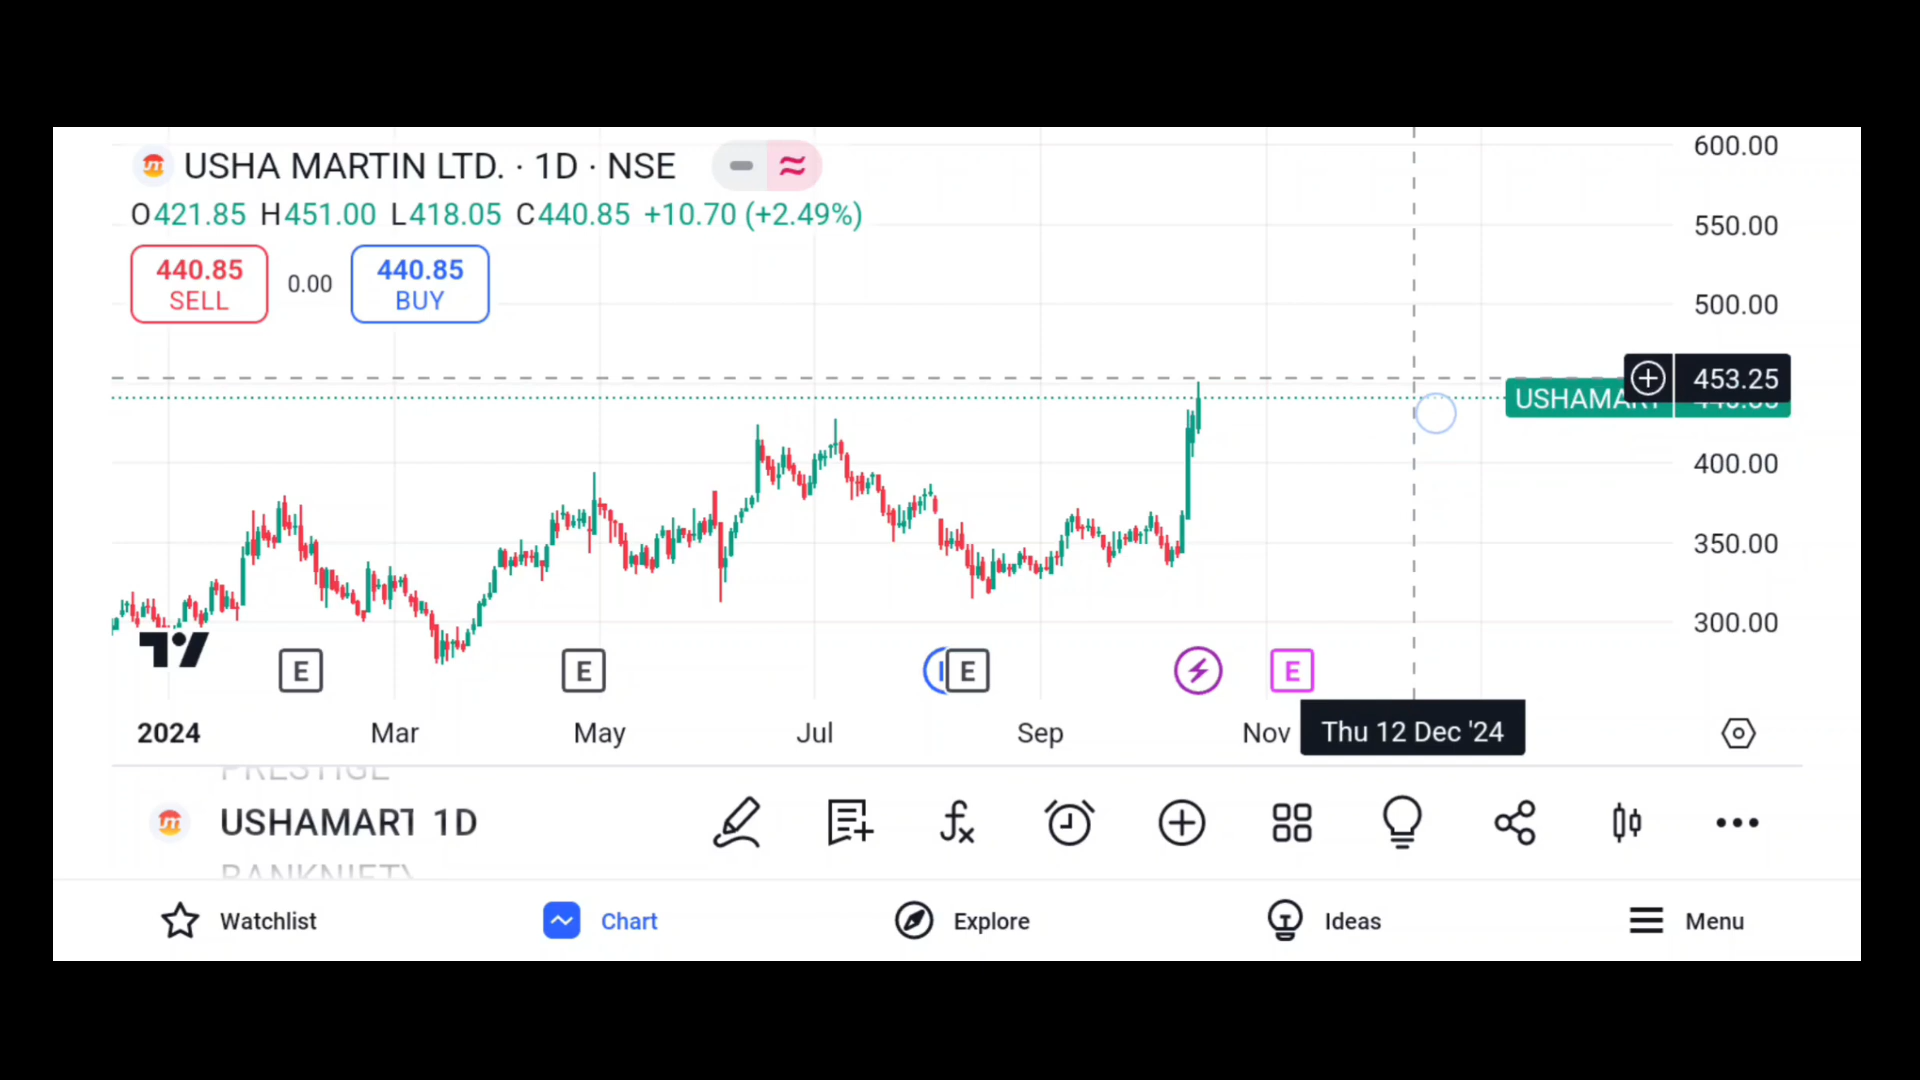 USHA MARTIN LTD. · 1D · NSE
O421.85 H451.00 L418.05 C440.85 +10.70 (+2.49%)
440.85 SELL
0.00
440.85 BUY
600.00
550.00
500.00
453.25
400.00
350.00
300.00
E
E
E
E
2024
Mar
May
Jul
Sep
Nov
Thu 12 Dec '24
PRESTIGE
USHAMART 1D
Watchlist
Chart
Explore
Ideas
Menu